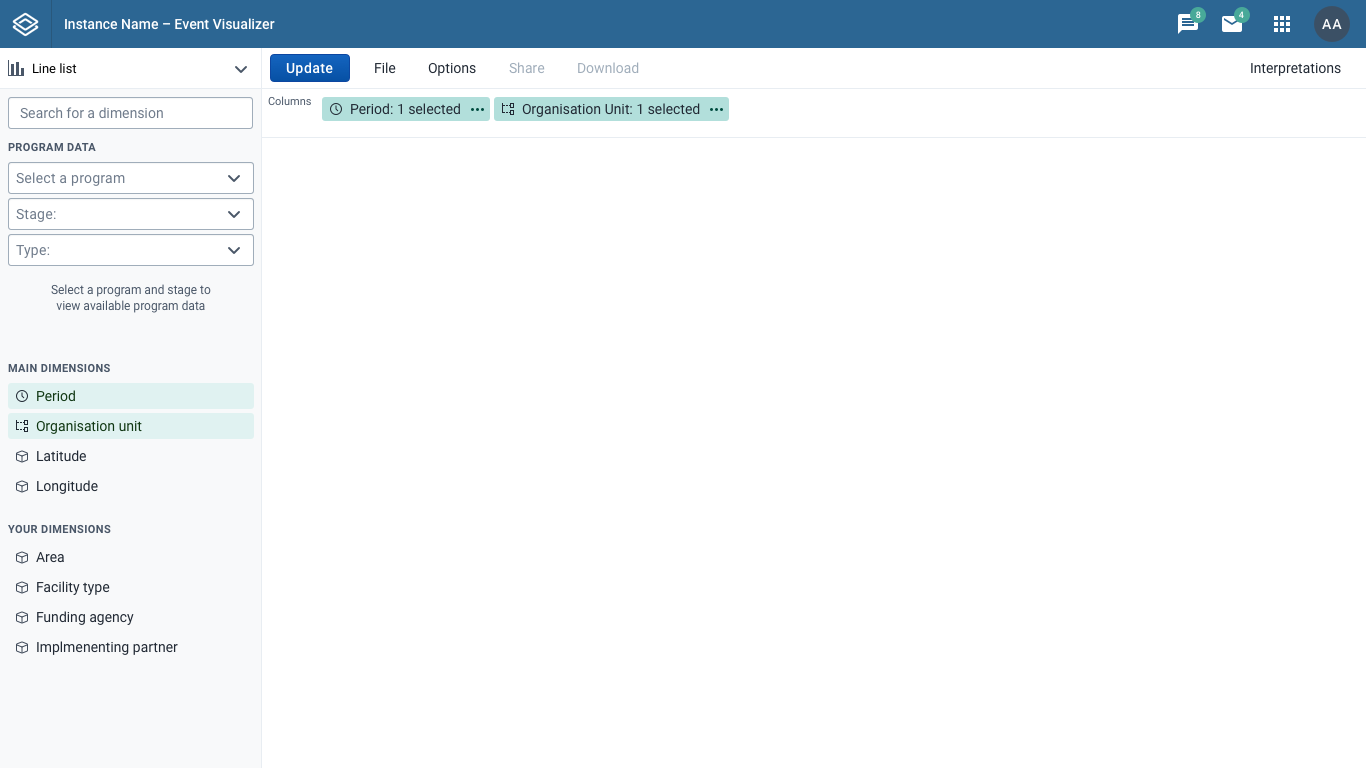 Instance Name – Event Visualizer
8
4
AA
Line list
Update
File
Options
Share
Download
Interpretations
Columns
Period: 1 selected
Organisation Unit: 1 selected
Search for a dimension
PROGRAM DATA
Select a program
Stage:
Type:
Select a program and stage to
view available program data
MAIN DIMENSIONS
Period
Organisation unit
Latitude
Longitude
YOUR DIMENSIONS
Area
Facility type
Funding agency
Implmenenting partner